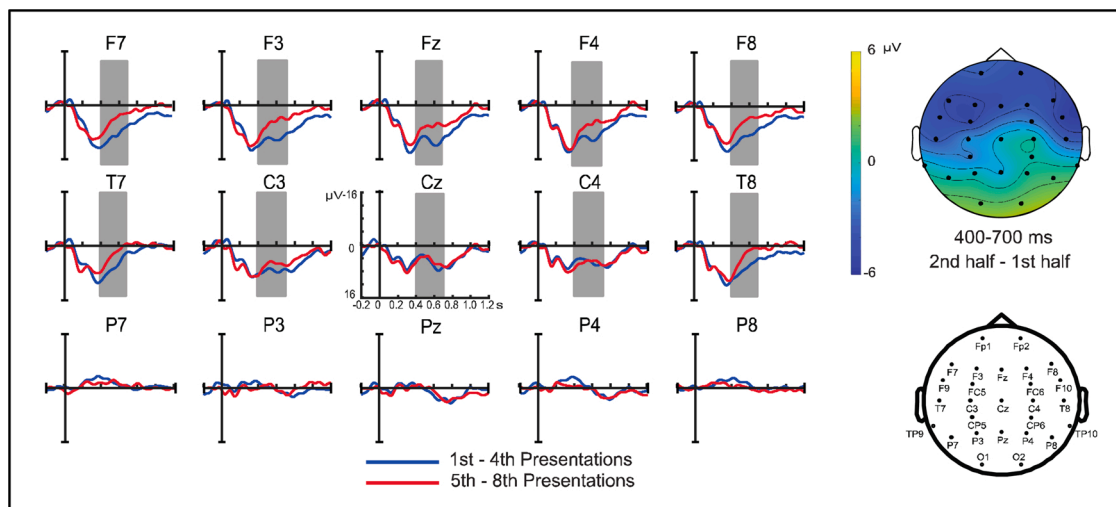 F7 F3 Fz F4 F8
T7 C3 Cz C4 T8
µV-16
0
16
-0.2 0 0.2 0.4 0.6 0.8 1.0 1.2 s
P7 P3 Pz P4 P8
1st - 4th Presentations
5th - 8th Presentations
6 µV
0
-6
400-700 ms
2nd half - 1st half
Fp1 Fp2
F7 F3 Fz F4 F8
F9 FC5 FC6 F10
T7 C3 Cz C4 T8
TP9 CP5 CP6 TP10
P7 P3 Pz P4 P8
O1 O2